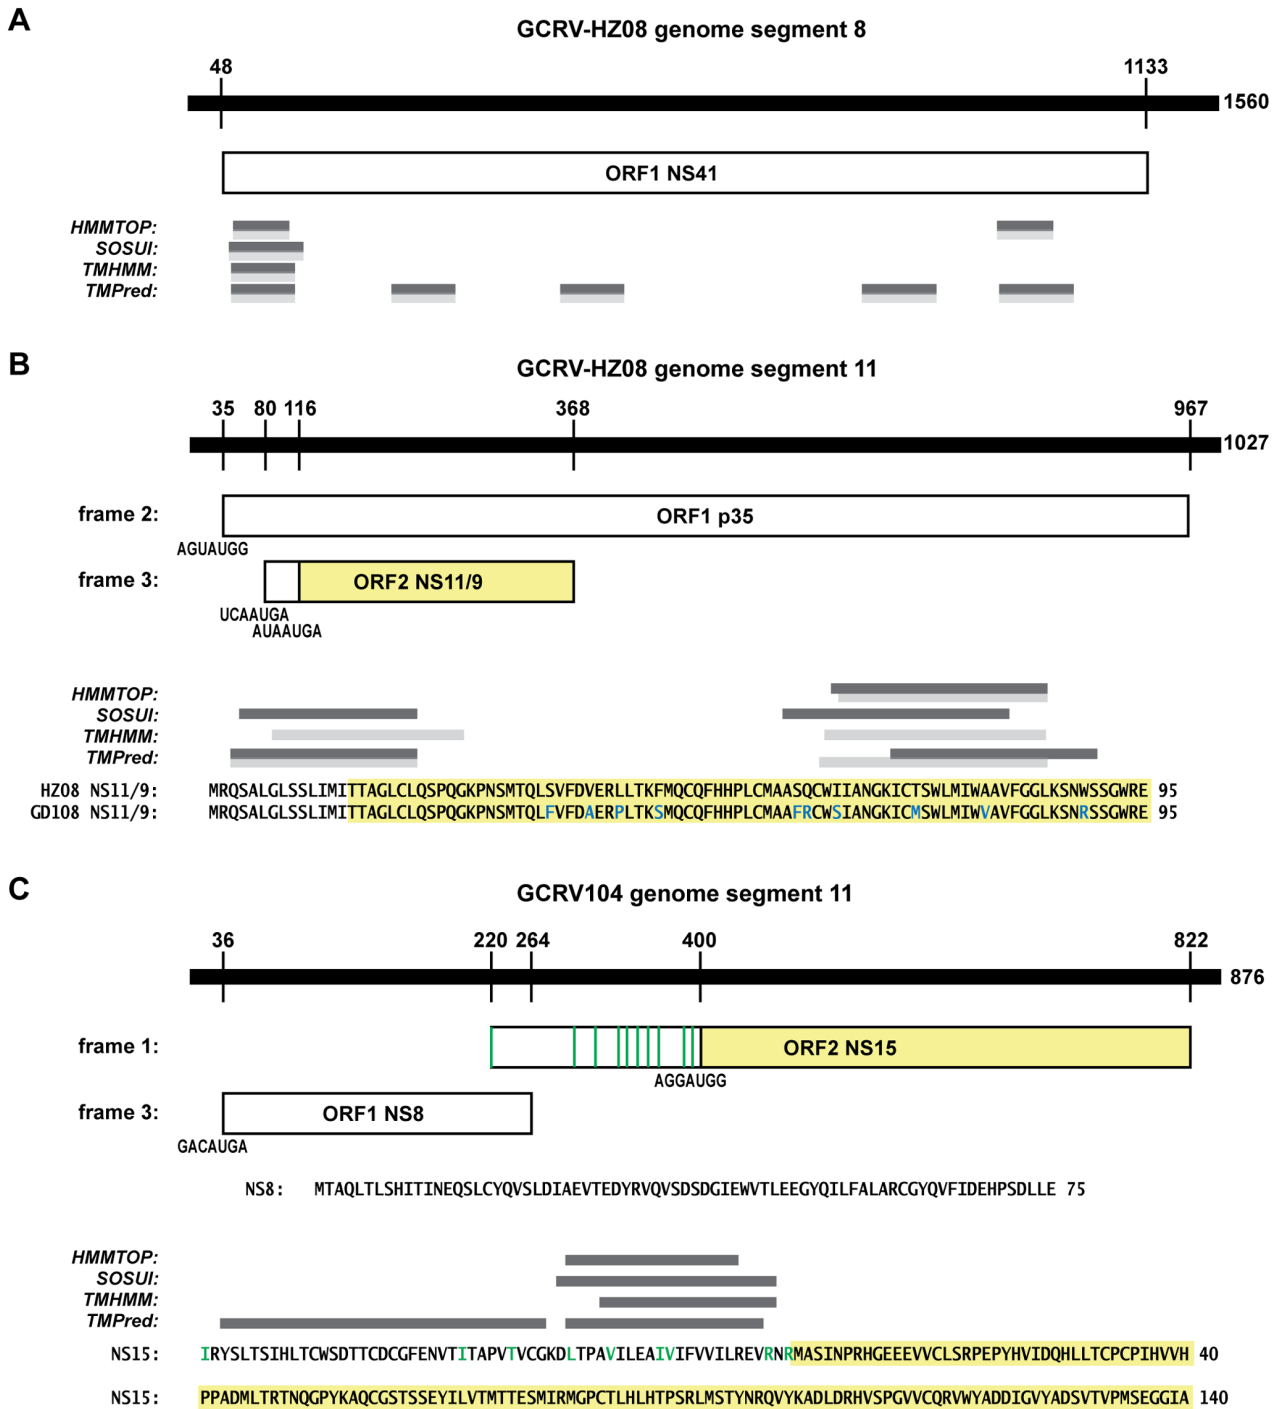 A
GCRV-HZ08 genome segment 8
48 1133
1560
ORF1 NS41
HMMTOP:
SOSUI:
TMHMM:
TMPred:
B
GCRV-HZ08 genome segment 11
35 80 116 368 967
1027
frame 2: ORF1 p35
AGUAUGG
frame 3: ORF2 NS11/9
UCAAUGA
AUAAUGA
HMMTOP:
SOSUI:
TMHMM:
TMPred:
HZ08 NS11/9: MRQSALGLSSLIMITTAGLCLQSPQGKPNSMTQLSVFDVERLLTKFMQCQFHHPLCMAASQCWIIANGKICTSWLMIWAAVFGGLKSNWSSGWRE 95
GD108 NS11/9: MRQSALGLSSLIMITTAGLCLQSPQGKPNSMTQLFVFDAERPLTKSMQCQFHHPLCMAAFRCWSIANGKICMSWLMIWVAVFGGLKSNRSSGWRE 95
C
GCRV104 genome segment 11
36 220 264 400 822
876
frame 1: ORF2 NS15
AGGAUGG
frame 3: ORF1 NS8
GACAUGA
NS8: MTAQLTLSHITINEQSLCYQVSLDIAEVTEDYRVQVSDSDGIEWVTLEEGYQILFALARCGYQVFIDEHPSDLLE 75
HMMTOP:
SOSUI:
TMHMM:
TMPred:
NS15: IRYSLTSIHLTCWSDTTCDCGFENVTITAPVTVCGKDLTPAVILEAIVIFVVILREVRNRMASINPRHGEEEVVCLSRPEPYHVIDQHLLTCPCPIHVVH 40
NS15: PPADMLTRTNQGPYKAQCGSTSSEYILVTMTTESMIRMGPCTLHLHTPSRLMSTYNRQVYKADLDRHVSPGVVCQRVWYADDIGVYADSVTVPMSEGGIA 140